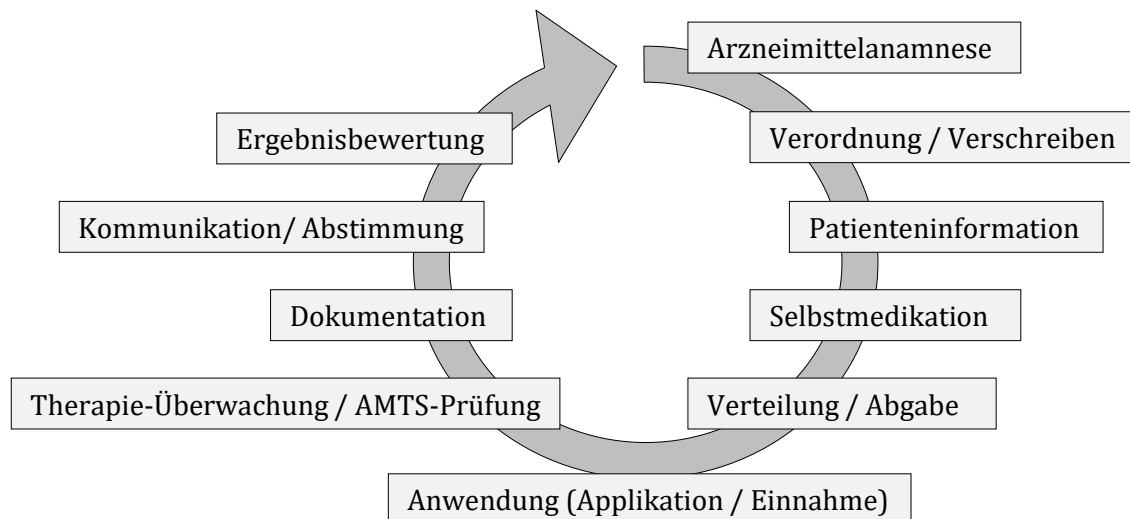 Arzneimittelanamnese
Verordnung / Verschreiben
Patienteninformation
Selbstmedikation
Verteilung / Abgabe
Anwendung (Applikation / Einnahme)
Therapie-Überwachung / AMTS-Prüfung
Dokumentation
Kommunikation/ Abstimmung
Ergebnisbewertung